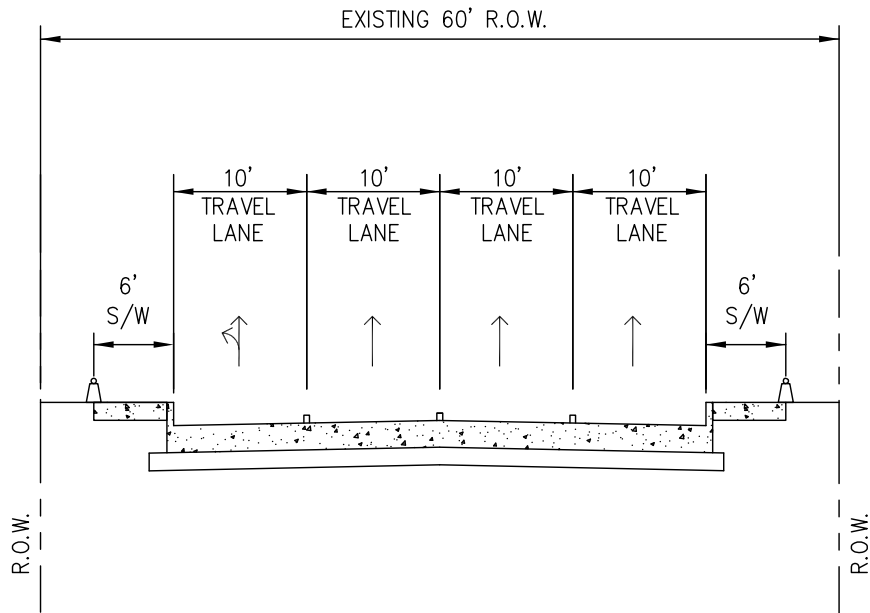 EXISTING 60' R.O.W.
10'
TRAVEL
LANE
10'
TRAVEL
LANE
10'
TRAVEL
LANE
10'
TRAVEL
LANE
6'
S/W
6'
S/W
R.O.W.
R.O.W.